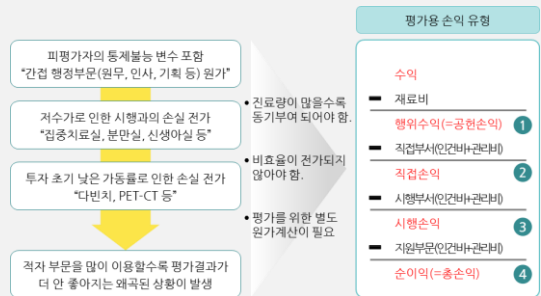 피평가자의 통제불능 변수 포함
“간접 행정부문(원무, 인사, 기획 등) 원가”
저수가로 인한 시행과의 손실 전가
“집중치료실, 분만실, 신생아실 등”
투자 초기 낮은 가동률로 인한 손실 전가
“다빈치, PET-CT 등”
적자 부문을 많이 이용할수록 평가결과가
더 안 좋아지는 왜곡된 상황이 발생
• 진료량이 많을수록
동기부여 되어야 함.
• 비효율이 전가되지
않아야 함.
• 평가를 위한 별도
원가계산이 필요
평가용 손익 유형
수익
- 재료비
행위수익(=공헌손익) 1
- 직접부서(인건비+관리비)
직접손익 2
- 시행부서(인건비+관리비)
시행손익 3
- 지원부문(인건비+관리비)
순이익(=총손익) 4